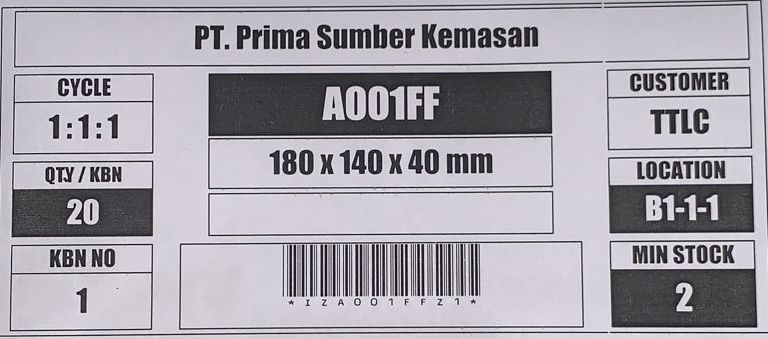 PT. Prima Sumber Kemasan
CYCLE
1:1:1
QTY / KBN
20
KBN NO
1
A001FF
180 x 140 x 40 mm
*IZA001FFZ1*
CUSTOMER
TTLC
LOCATION
B1-1-1
MIN STOCK
2